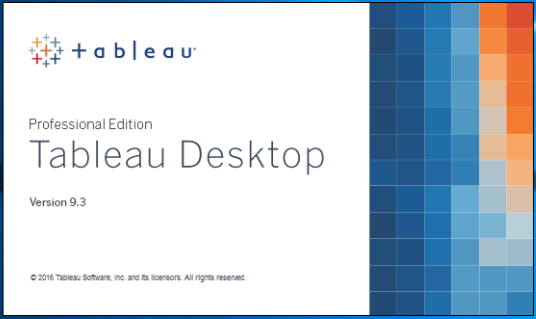 +ableau
Professional Edition
Tableau Desktop
Version 9.3
© 2016 Tableau Software, Inc. and its licensors. All rights reserved.